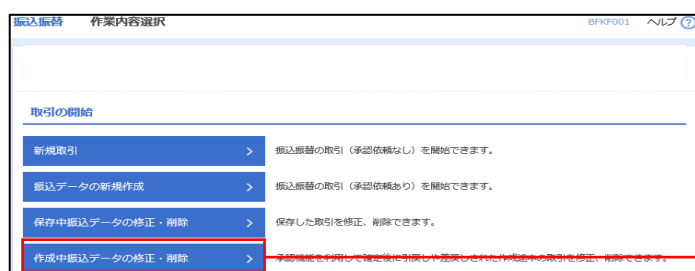 振込振替 作業内容選択 BFKF001 ヘルプ ?
取引の開始
新規取引 > 振込振替の取引（承認依頼なし）を開始できます。
振込データの新規作成 > 振込振替の取引（承認依頼あり）を開始できます。
保存中振込データの修正・削除 > 保存した取引を修正、削除できます。
作成中振込データの修正・削除 > 承認機能を利用して確定後に引戻しや差戻しされた作成途中の取引を修正、削除できます。